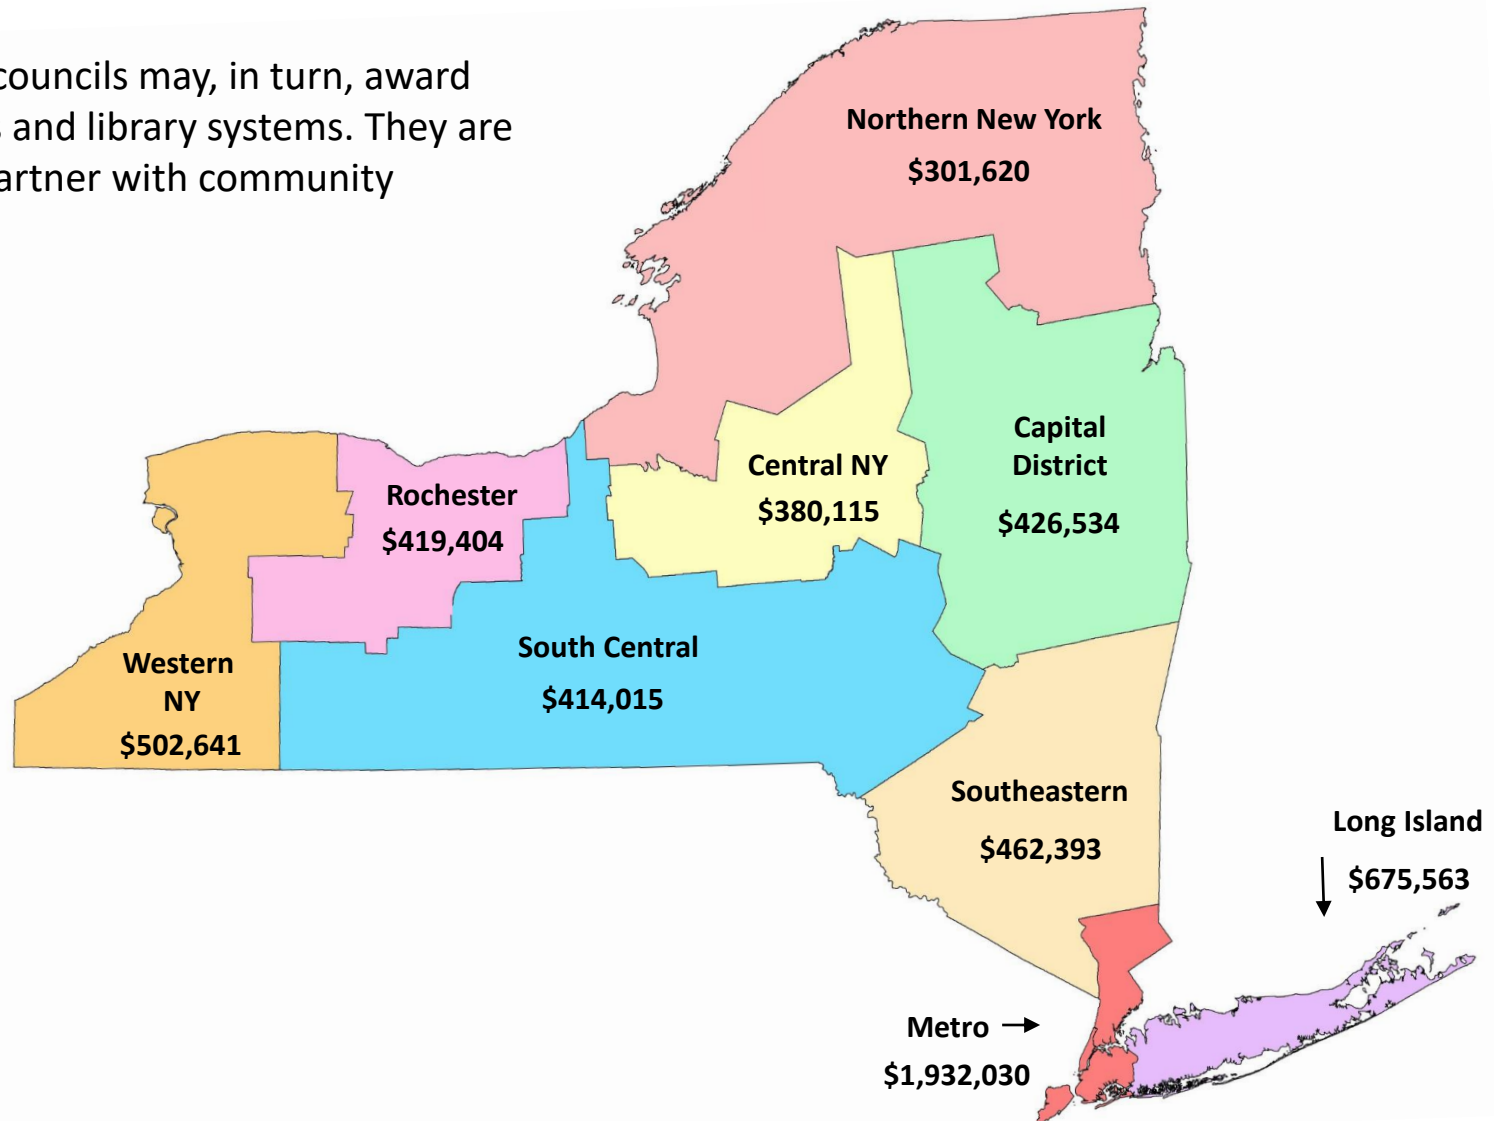 councils may, in turn, award
and library systems. They are
partner with community
Northern New York
$301,620
Capital
District
$426,534
Central NY
$380,115
Rochester
$419,404
South Central
$414,015
Western
NY
$502,641
Southeastern
$462,393
Long Island
$675,563
Metro
$1,932,030